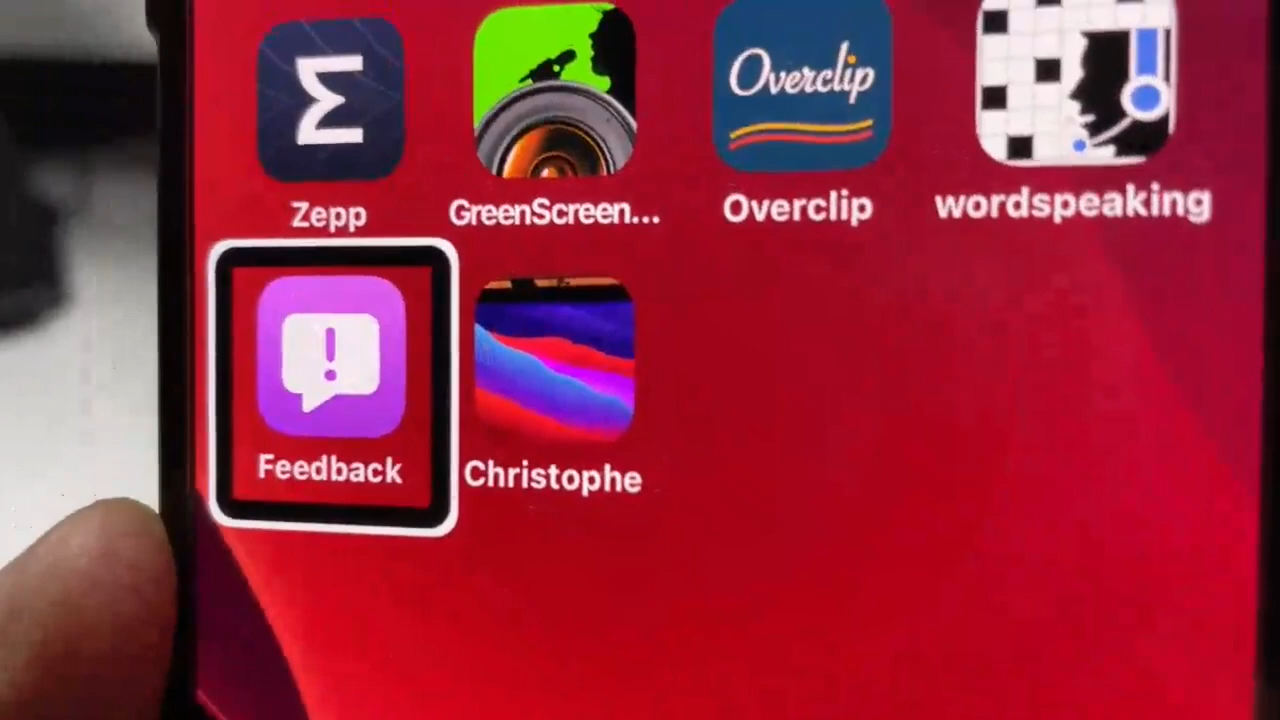 Overclip
Zepp
GreenScreen...
Overclip
wordspeaking
Feedback
Christophe